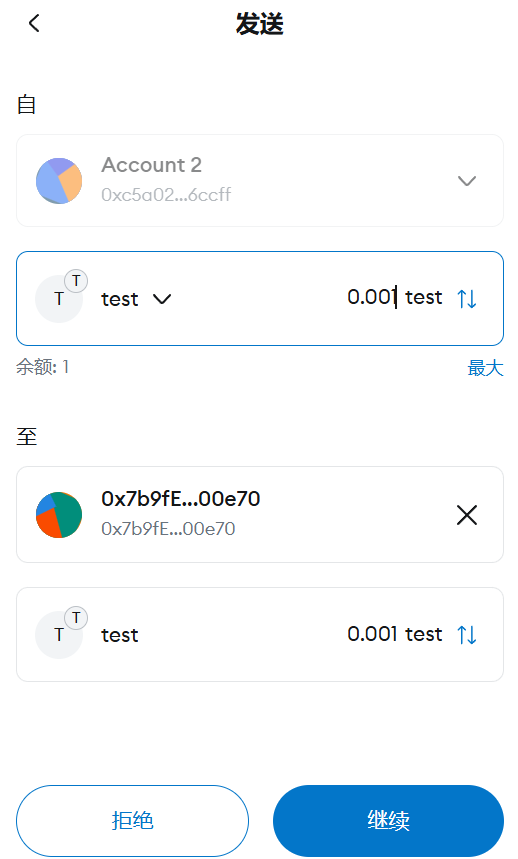 发送
自
Account 2
0xc5a02...6ccff
T
T test 0.001 test
余额: 1 最大
至
0x7b9fE...00e70
0x7b9fE...00e70
T
T test 0.001 test
拒绝 继续